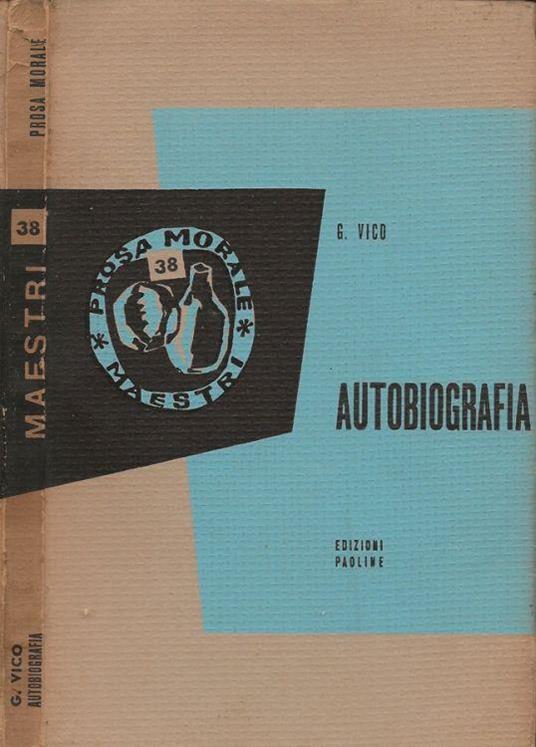 PROSA MORALE
38
MAESTRI
G. VICO
AUTOBIOGRAFIA
* PROSA MORALE *
38
MAESTRI
G. VICO
AUTOBIOGRAFIA
EDIZIONI
PAOLINE